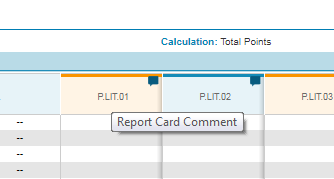 Calculation: Total Points
P.LIT.01 P.LIT.02 P.LIT.03
Report Card Comment
--
--
--
--